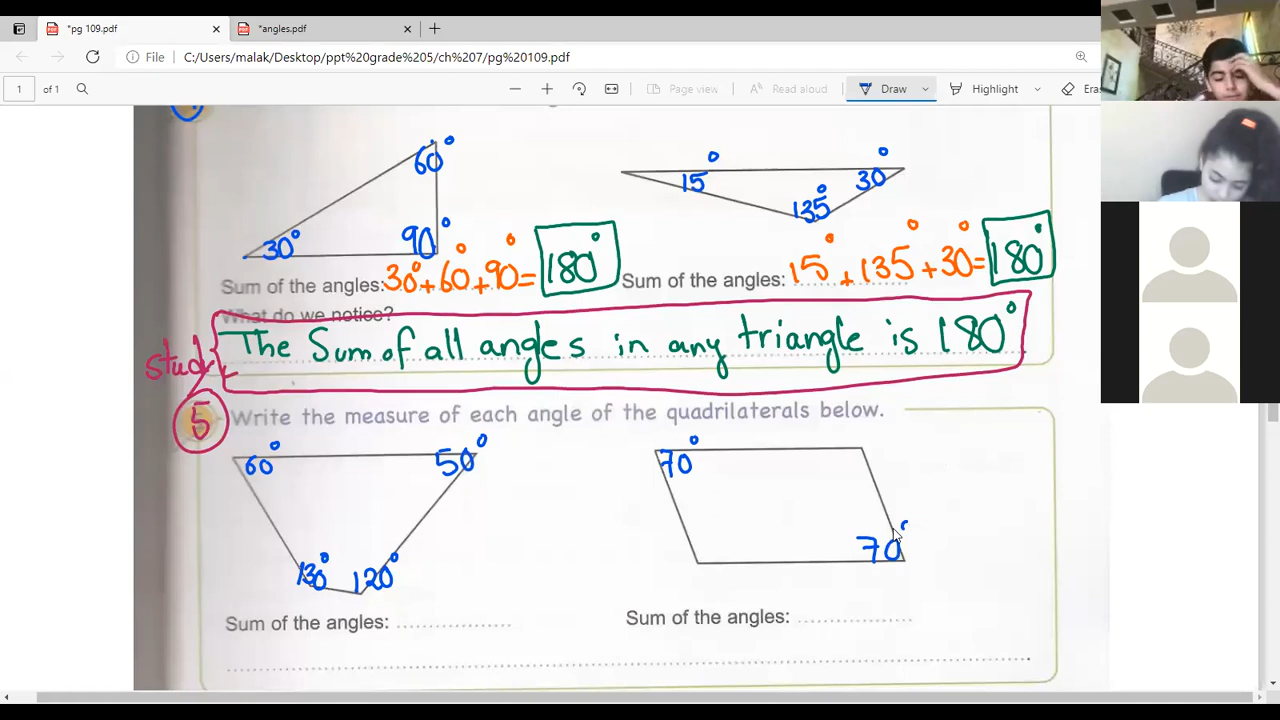 *pg 109.pdf
*angles.pdf
File C:/Users/malak/Desktop/ppt%20grade%205/ch%207/pg%20109.pdf
1 of 1 Page view Read aloud Draw Highlight Eras
60° 15° 30°
135°
30° 90°
Sum of the angles: 30°+60°+90°= 180° Sum of the angles: 15°+135°+30°= 180°
What do we notice?
study The Sum of all angles in any triangle is 180°
5 Write the measure of each angle of the quadrilaterals below.
60° 50° 70°
130° 120° 70°
Sum of the angles: Sum of the angles: